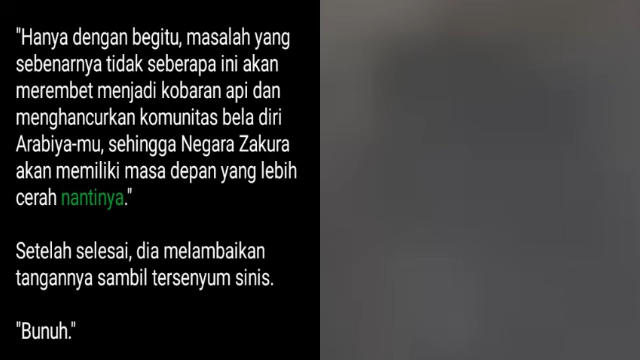 "Hanya dengan begitu, masalah yang
sebenarnya tidak seberapa ini akan
merembet menjadi kobaran api dan
menghancurkan komunitas bela diri
Arabiya-mu, sehingga Negara Zakura
akan memiliki masa depan yang lebih
cerah nantinya."
Setelah selesai, dia melambaikan
tangannya sambil tersenyum sinis.
"Bunuh."